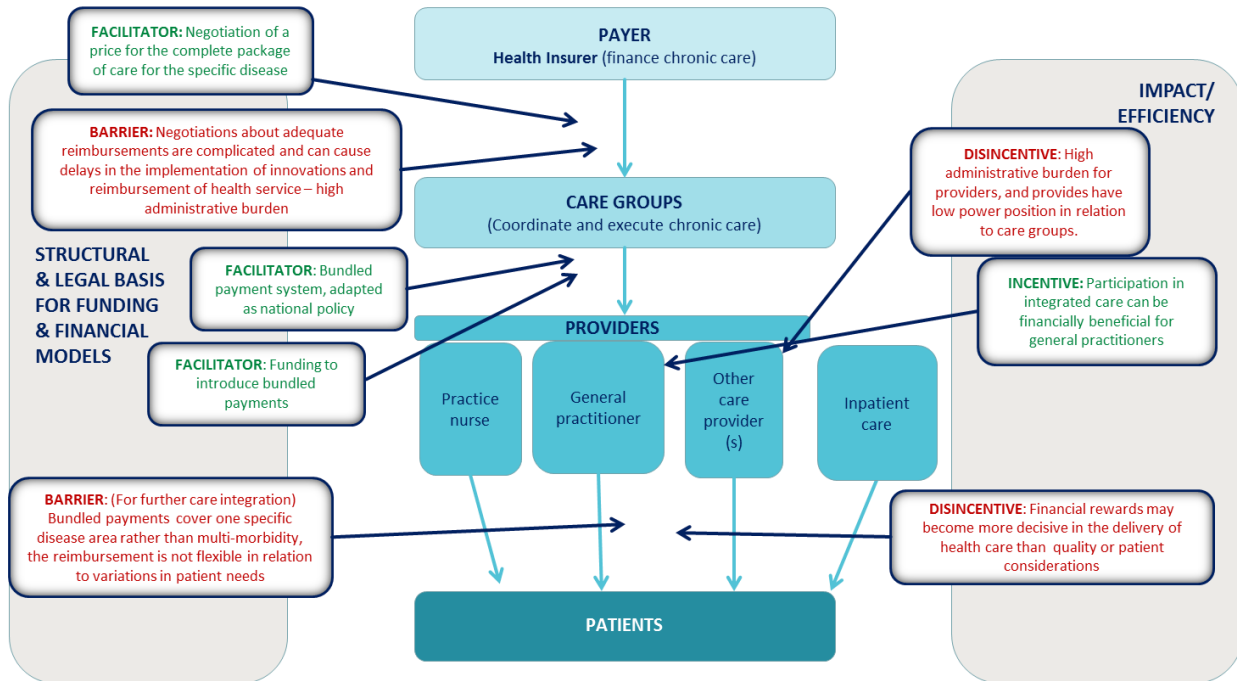 FACILITATOR: Negotiation of
a price for the complete package
of care for the specific disease
PAYER
Health Insurer (finance chronic care)
IMPACT/
EFFICIENCY
BARRIER: Negotiations about adequate
reimbursements are complicated and can cause
delays in the implementation of innovations and
reimbursement of health service – high
administrative burden
DISINCENTIVE: High
administrative burden for
providers, and provides have
low power position in relation
to care groups.
CARE GROUPS
(Coordinate and execute chronic care)
STRUCTURAL
& LEGAL BASIS
FOR FUNDING
& FINANCIAL
MODELS
FACILITATOR: Bundled
payment system, adapted
as national policy
INCENTIVE: Participation in
integrated care can be
financially beneficial for
general practitioners
PROVIDERS
FACILITATOR: Funding to
introduce bundled
payments
Practice
nurse
General
practitioner
Other
care
provider
(s)
Inpatient
care
BARRIER: (For further care integration)
Bundled payments cover one specific
disease area rather than multi-morbidity,
the reimbursement is not flexible in relation
to variations in patient needs
DISINCENTIVE: Financial rewards may
become more decisive in the delivery of
health care than quality or patient
considerations
PATIENTS